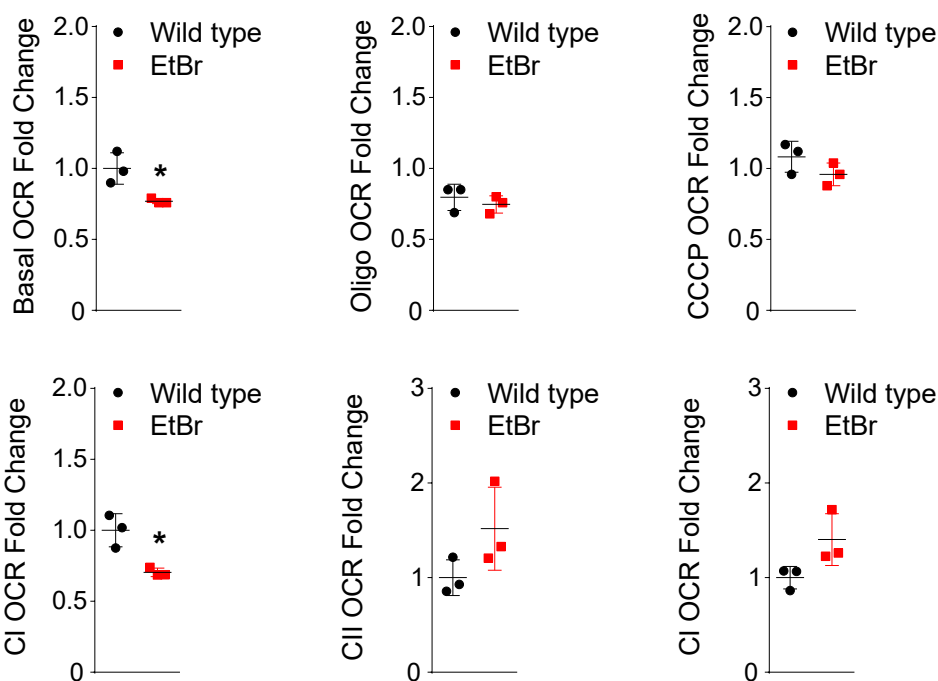 Basal OCR Fold Change
2.0
1.5
1.0
0.5
0
Wild type
EtBr
*
Oligo OCR Fold Change
2.0
1.5
1.0
0.5
0
Wild type
EtBr
CCCP OCR Fold Change
2.0
1.5
1.0
0.5
0
Wild type
EtBr
CI OCR Fold Change
2.0
1.5
1.0
0.5
0
Wild type
EtBr
*
CII OCR Fold Change
3
2
1
0
Wild type
EtBr
CI OCR Fold Change
3
2
1
0
Wild type
EtBr